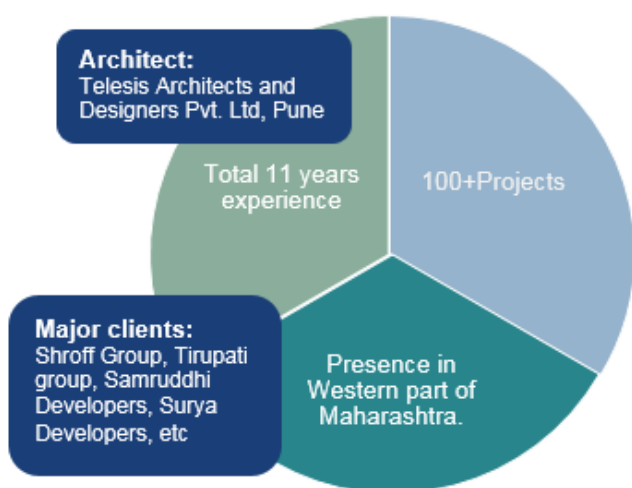 Architect:
Telesis Architects and
Designers Pvt. Ltd, Pune
Total 11 years
experience
100+Projects
Major clients:
Shroff Group, Tirupati
group, Samruddhi
Developers, Surya
Developers, etc
Presence in
Western part of
Maharashtra.